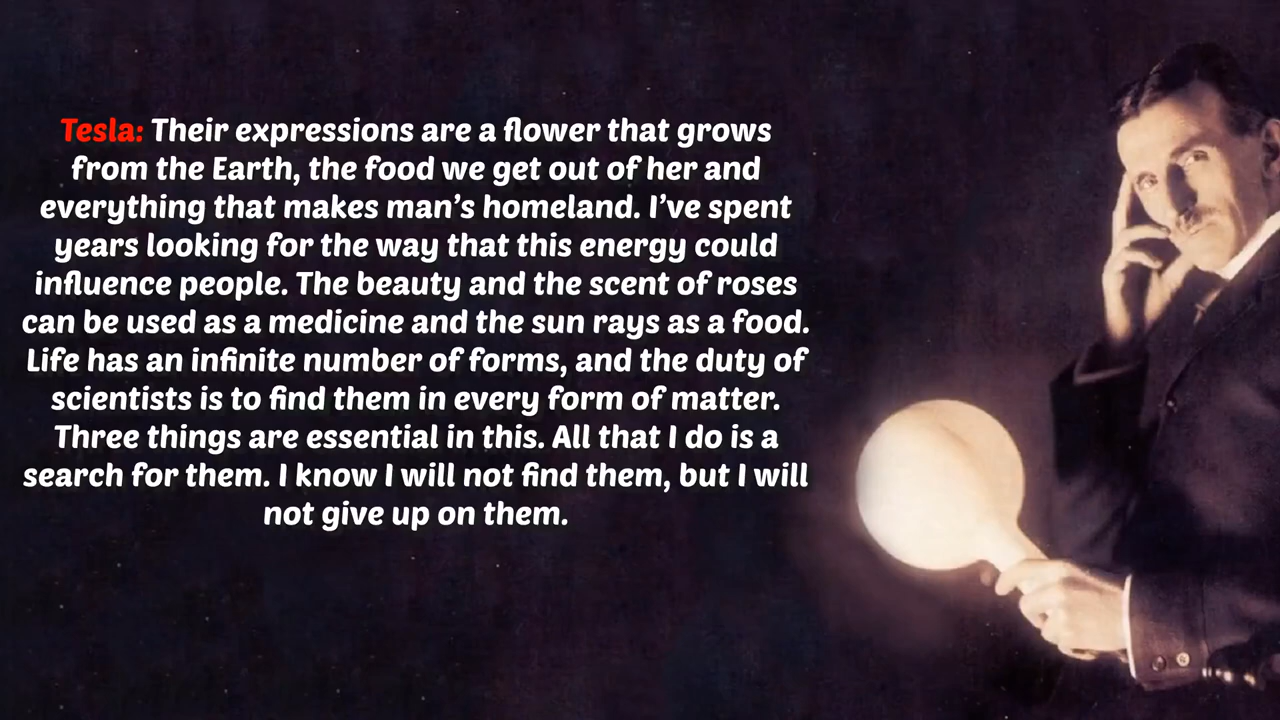 Tesla: Their expressions are a flower that grows
from the Earth, the food we get out of her and
everything that makes man’s homeland. I’ve spent
years looking for the way that this energy could
influence people. The beauty and the scent of roses
can be used as a medicine and the sun rays as a food.
Life has an infinite number of forms, and the duty of
scientists is to find them in every form of matter.
Three things are essential in this. All that I do is a
search for them. I know I will not find them, but I will
not give up on them.